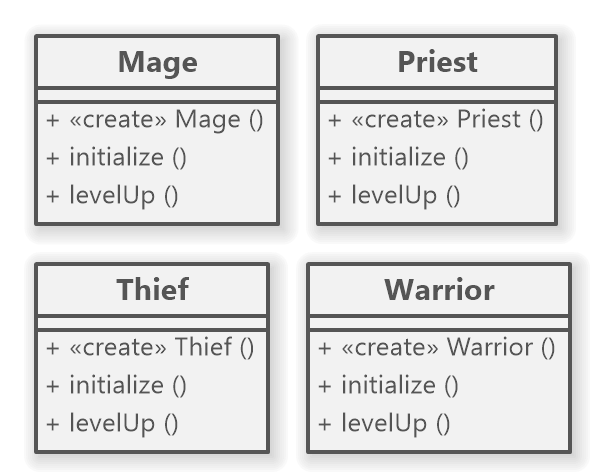 Mage
+ «create» Mage ()
+ initialize ()
+ levelUp ()
Priest
+ «create» Priest ()
+ initialize ()
+ levelUp ()
Thief
+ «create» Thief ()
+ initialize ()
+ levelUp ()
Warrior
+ «create» Warrior ()
+ initialize ()
+ levelUp ()